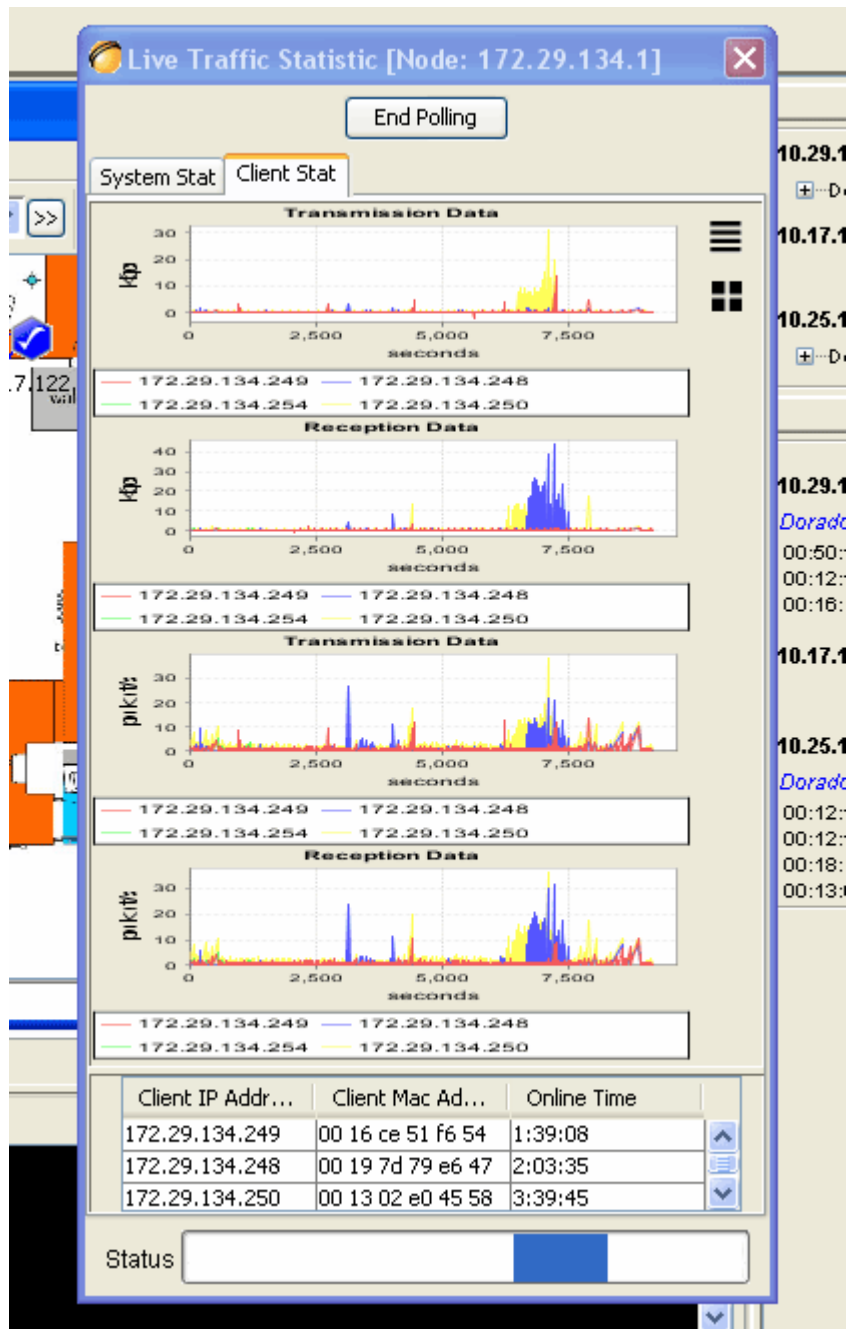 Live Traffic Statistic [Node: 172.29.134.1]
End Polling
System Stat Client Stat
>>
Transmission Data
30
20
10
0
0 2,500 5,000 7,500
seconds
172.29.134.249 172.29.134.248
172.29.134.254 172.29.134.250
Reception Data
40
30
20
10
0
0 2,500 5,000 7,500
seconds
172.29.134.249 172.29.134.248
172.29.134.254 172.29.134.250
Transmission Data
30
20
10
0
0 2,500 5,000 7,500
seconds
172.29.134.249 172.29.134.248
172.29.134.254 172.29.134.250
Reception Data
30
20
10
0
0 2,500 5,000 7,500
seconds
172.29.134.249 172.29.134.248
172.29.134.254 172.29.134.250
Client IP Addr... Client Mac Ad... Online Time
172.29.134.249 00 16 ce 51 f6 54 1:39:08
172.29.134.248 00 19 7d 79 e6 47 2:03:35
172.29.134.250 00 13 02 e0 45 58 3:39:45
Status
7.122
wal
10.29.1
10.17.1
10.25.1
10.29.1
Dorado
00:50:
00:12:
00:16:
10.17.1
10.25.1
Dorado
00:12:
00:12:
00:18:
00:13: